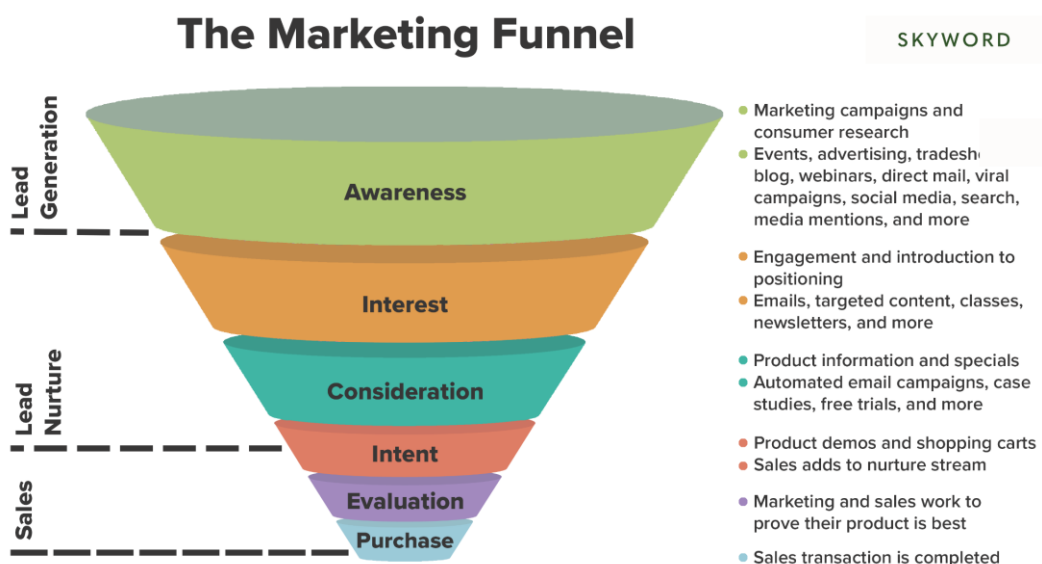 The Marketing Funnel
SKYWORD
Lead
Generation
Awareness
Marketing campaigns and
consumer research
Events, advertising,
blog, webinars, direct mail, viral
campaigns, social media, search,
media mentions, and more
Interest
Engagement and introduction to
positioning
Emails, targeted content, classes,
newsletters, and more
Lead
Nurture
Consideration
Product information and specials
Automated email campaigns, case
studies, free trials, and more
Intent
Product demos and shopping carts
Sales adds to nurture stream
Sales
Evaluation
Marketing and sales work to
prove their product is best
Purchase
Sales transaction is completed